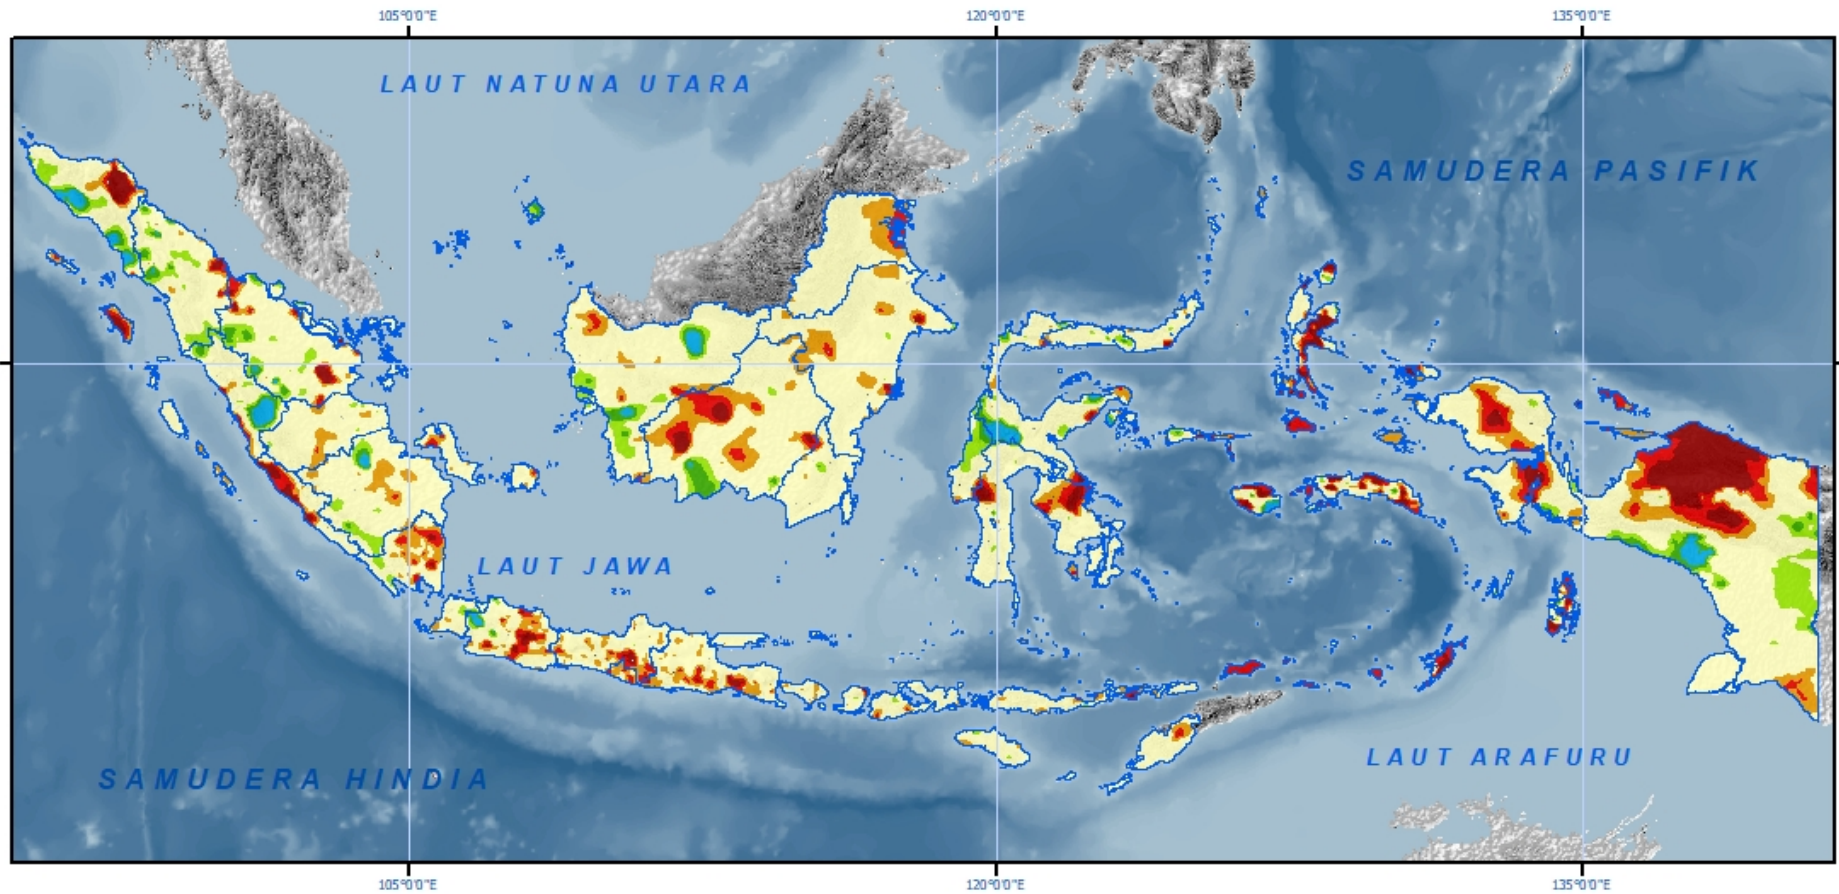 105°0'0"E 120°0'0"E 135°0'0"E
LAUT NATUNA UTARA
SAMUDERA PASIFIK
LAUT JAWA
LAUT ARAFURU
SAMUDERA HINDIA
105°0'0"E 120°0'0"E 135°0'0"E